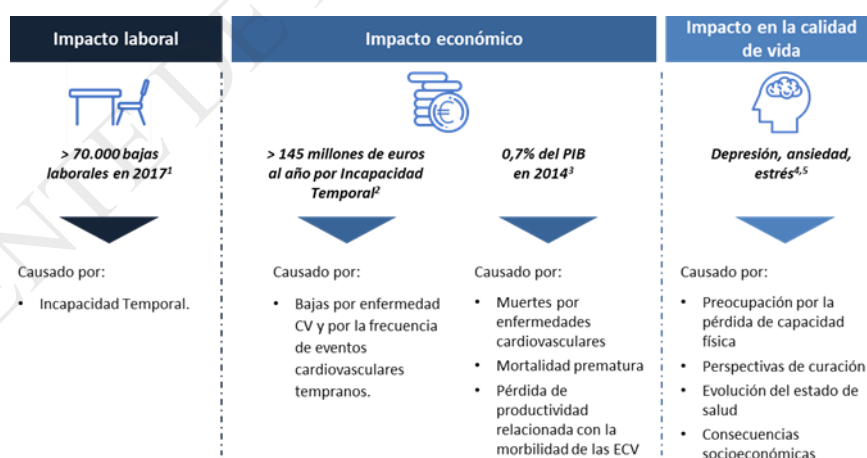 Impacto laboral
Impacto económico
Impacto en la calidad
de vida
> 70.000 bajas
laborales en 2017¹
> 145 millones de euros
al año por Incapacidad
Temporal²
0,7% del PIB
en 2014³
Depresión, ansiedad,
estrés⁴,⁵
Causado por:
• Incapacidad Temporal.
Causado por:
• Bajas por enfermedad
CV y por la frecuencia
de eventos
cardiovasculares
tempranos.
Causado por:
• Muertes por
enfermedades
cardiovasculares
• Mortalidad prematura
• Pérdida de
productividad
relacionada con la
morbilidad de las ECV
Causado por:
• Preocupación por la
pérdida de capacidad
física
• Perspectivas de curación
• Evolución del estado de
salud
• Consecuencias
socioeconómicas
ENTE DE